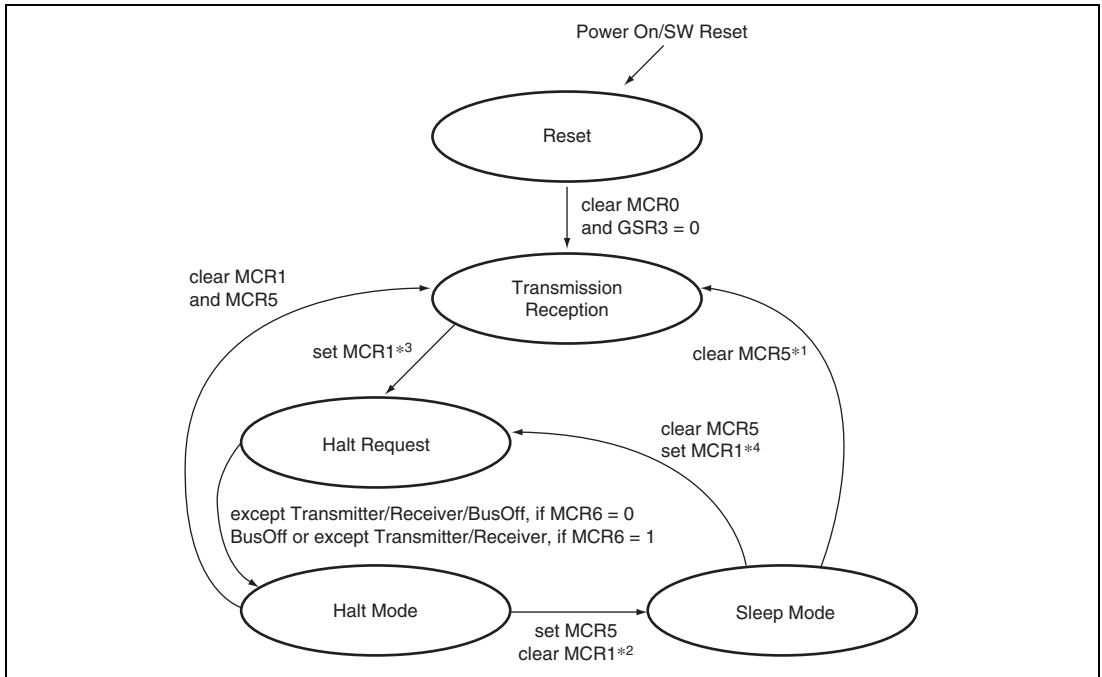 Power On/SW Reset
Reset
clear MCR0
and GSR3 = 0
Transmission
Reception
clear MCR1
and MCR5
set MCR1*3
clear MCR5*1
Halt Request
clear MCR5
set MCR1*4
except Transmitter/Receiver/BusOff, if MCR6 = 0
BusOff or except Transmitter/Receiver, if MCR6 = 1
Halt Mode
Sleep Mode
set MCR5
clear MCR1*2